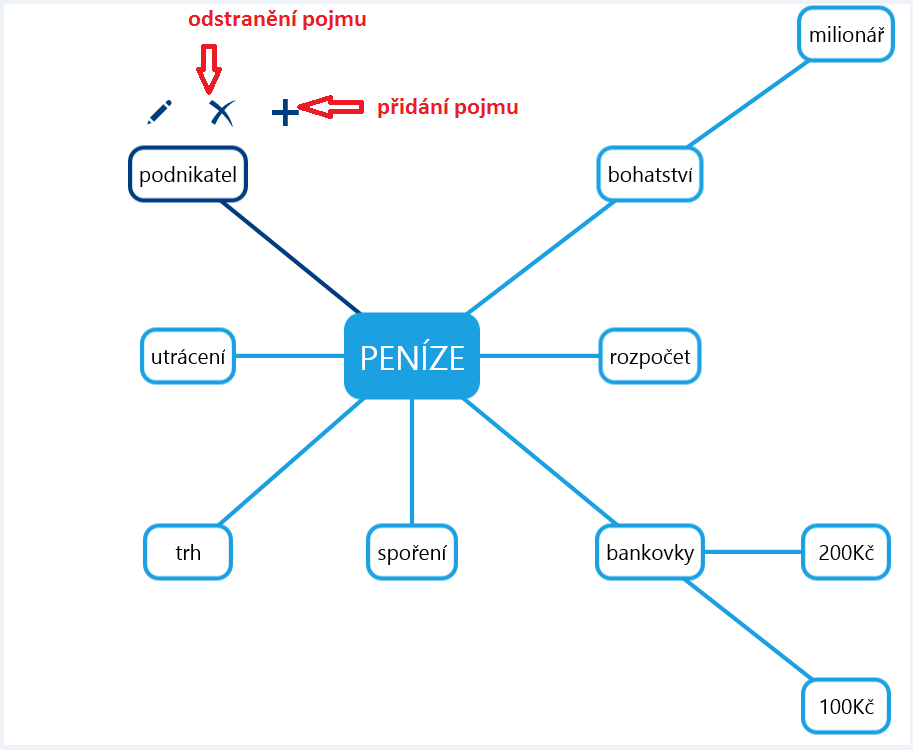 odstranění pojmu
milionář
přidání pojmu
podnikatel
bohatství
utrácení
PENÍZE
rozpočet
trh
spoření
bankovky
200Kč
100Kč